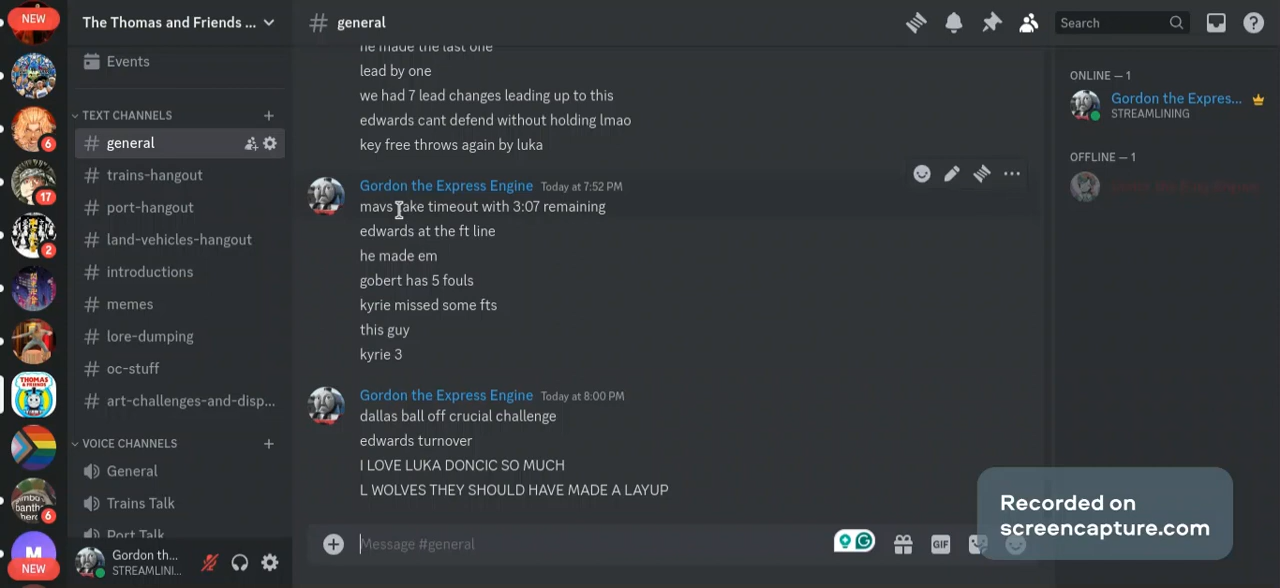 NEW
The Thomas and Friends ...
# general
Search
Events
he made the last one
lead by one
we had 7 lead changes leading up to this
edwards cant defend without holding lmao
key free throws again by luka
ONLINE — 1
Gordon the Expres...
STREAMLINING
OFFLINE — 1
TEXT CHANNELS
# general
# trains-hangout
# port-hangout
# land-vehicles-hangout
# introductions
# memes
# lore-dumping
# oc-stuff
# art-challenges-and-disp...
VOICE CHANNELS
General
Trains Talk
Port Talk
6
17
2
THOMAS & FRIENDS
6
M
NEW
Gordon the Express Engine Today at 7:52 PM
mavs take timeout with 3:07 remaining
edwards at the ft line
he made em
gobert has 5 fouls
kyrie missed some fts
this guy
kyrie 3
Gordon the Express Engine Today at 8:00 PM
dallas ball off crucial challenge
edwards turnover
I LOVE LUKA DONCIC SO MUCH
L WOLVES THEY SHOULD HAVE MADE A LAYUP
Message #general
GIF
Gordon th...
STREAMLINI...
Recorded on
screencapture.com